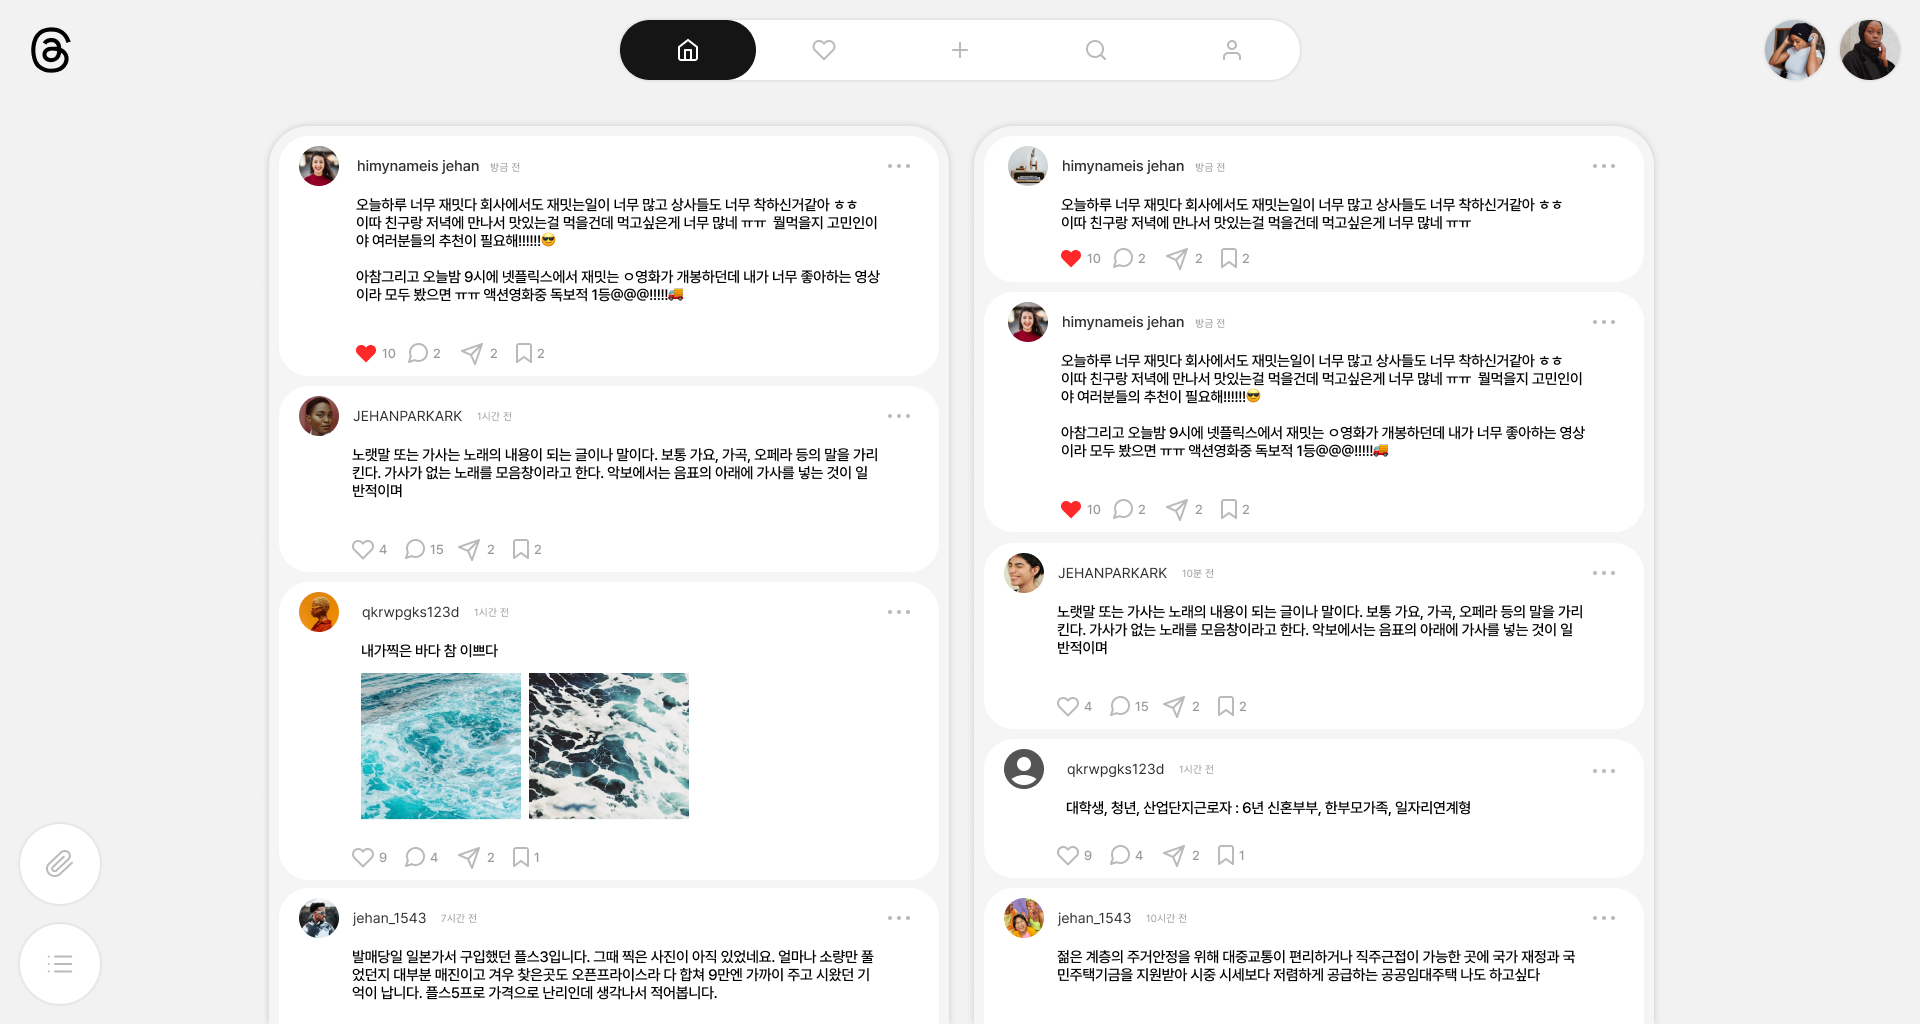 himynameis jehan 방금 전
오늘하루 너무 재밋다 회사에서도 재밋는일이 너무 많고 상사들도 너무 착하신거같아 ㅎㅎ
이따 친구랑 저녁에 만나서 맛있는걸 먹을건데 먹고싶은게 너무 많네 ㅠㅠ 뭘먹을지 고민인이
야 여러분들의 추천이 필요해!!!!!!😎
아참그리고 오늘밤 9시에 넷플릭스에서 재밋는 ㅇ영화가 개봉하던데 내가 너무 좋아하는 영상
이라 모두 봤으면 ㅠㅠ 액션영화중 독보적 1등@@@!!!!!🚚
10 2 2 2
JEHANPARKARK 1시간 전
노랫말 또는 가사는 노래의 내용이 되는 글이나 말이다. 보통 가요, 가곡, 오페라 등의 말을 가리
킨다. 가사가 없는 노래를 모음창이라고 한다. 악보에서는 음표의 아래에 가사를 넣는 것이 일
반적이며
4 15 2 2
qkrwpgks123d 1시간 전
내가찍은 바다 참 이쁘다
9 4 2 1
jehan_1543 7시간 전
발매당일 일본가서 구입했던 플스3입니다. 그때 찍은 사진이 아직 있었네요. 얼마나 소량만 풀
었던지 대부분 매진이고 겨우 찾은곳도 오픈프라이스라 다 합쳐 9만엔 가까이 주고 시왔던 기
억이 납니다. 플스5프로 가격으로 난리인데 생각나서 적어봅니다.
himynameis jehan 방금 전
오늘하루 너무 재밋다 회사에서도 재밋는일이 너무 많고 상사들도 너무 착하신거같아 ㅎㅎ
이따 친구랑 저녁에 만나서 맛있는걸 먹을건데 먹고싶은게 너무 많네 ㅠㅠ
10 2 2 2
himynameis jehan 방금 전
오늘하루 너무 재밋다 회사에서도 재밋는일이 너무 많고 상사들도 너무 착하신거같아 ㅎㅎ
이따 친구랑 저녁에 만나서 맛있는걸 먹을건데 먹고싶은게 너무 많네 ㅠㅠ 뭘먹을지 고민인이
야 여러분들의 추천이 필요해!!!!!!😎
아참그리고 오늘밤 9시에 넷플릭스에서 재밋는 ㅇ영화가 개봉하던데 내가 너무 좋아하는 영상
이라 모두 봤으면 ㅠㅠ 액션영화중 독보적 1등@@@!!!!!🚚
10 2 2 2
JEHANPARKARK 10분 전
노랫말 또는 가사는 노래의 내용이 되는 글이나 말이다. 보통 가요, 가곡, 오페라 등의 말을 가리
킨다. 가사가 없는 노래를 모음창이라고 한다. 악보에서는 음표의 아래에 가사를 넣는 것이 일
반적이며
4 15 2 2
qkrwpgks123d 1시간 전
대학생, 청년, 산업단지근로자 : 6년 신혼부부, 한부모가족, 일자리연계형
9 4 2 1
jehan_1543 10시간 전
젊은 계층의 주거안정을 위해 대중교통이 편리하거나 직주근접이 가능한 곳에 국가 재정과 국
민주택기금을 지원받아 시중 시세보다 저렴하게 공급하는 공공임대주택 나도 하고싶다